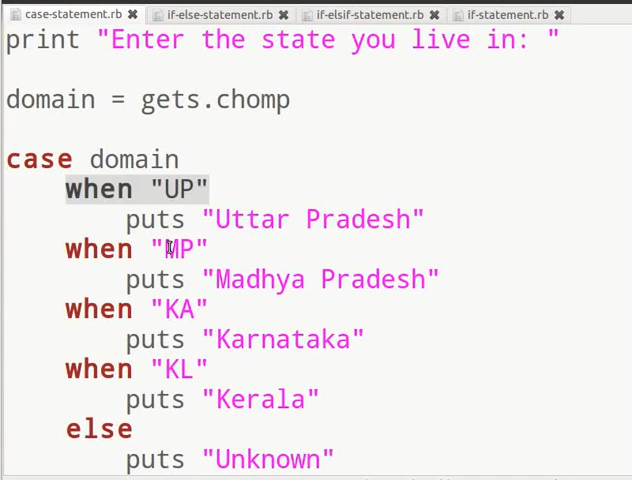 case-statement.rb if-else-statement.rb if-elsif-statement.rb if-statement.rb
print "Enter the state you live in: "
domain = gets.chomp
case domain
when "UP"
puts "Uttar Pradesh"
when "MP"
puts "Madhya Pradesh"
when "KA"
puts "Karnataka"
when "KL"
puts "Kerala"
else
puts "Unknown"